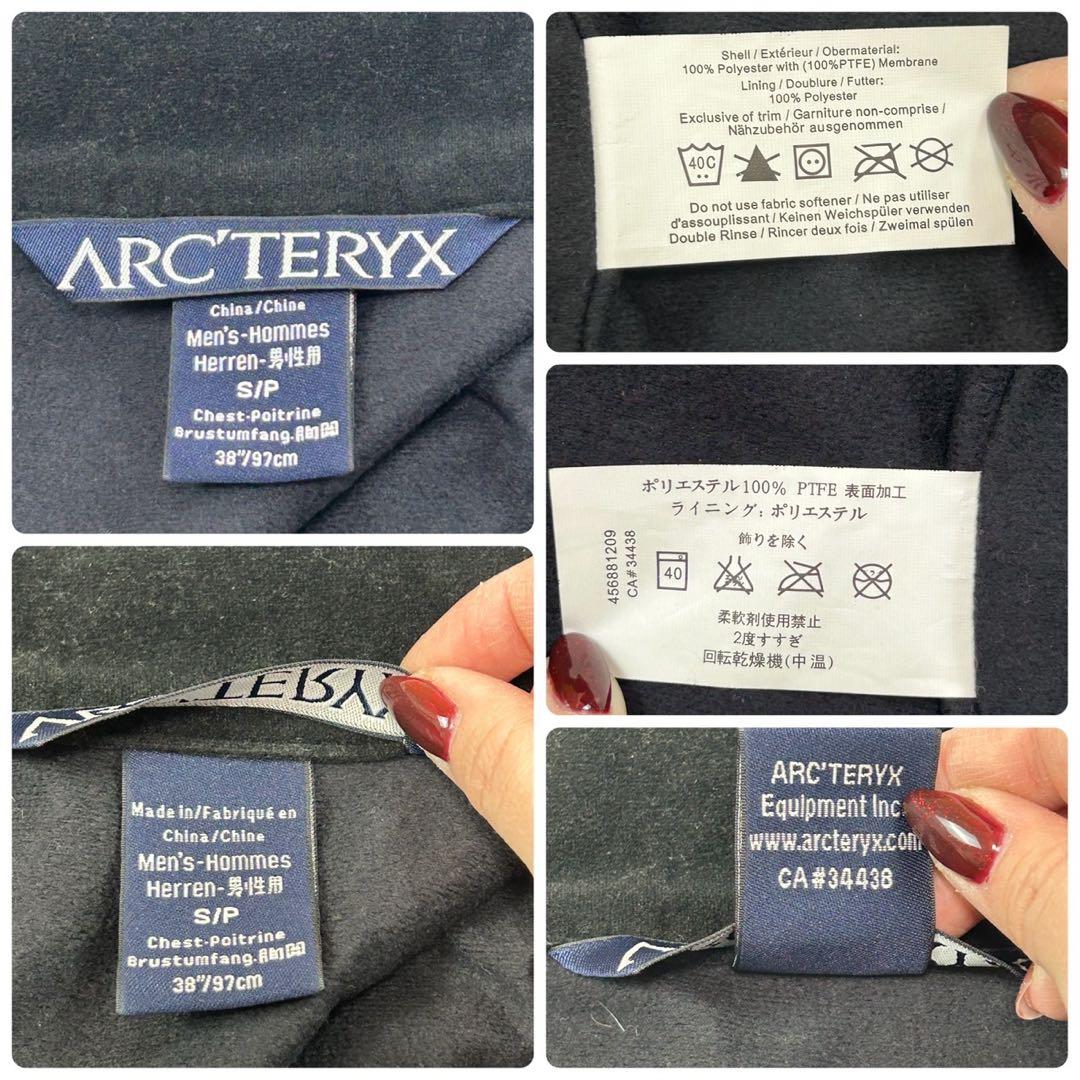 ARC'TERYX
China/Chine
Men's-Hommes
Herren-男性用
S/P
Chest-Poitrine
Brustumfang.胸囲
38"/97cm
Shell / Extérieur / Obermaterial:
100% Polyester with (100%PTFE) Membrane
Lining / Doublure / Futter:
100% Polyester
Exclusive of trim / Garniture non-comprise /
Nähzubehör ausgenommen
40C
Do not use fabric softener / Ne pas utiliser
d'assouplissant / Keinen Weichspüler verwenden
Double Rinse / Rincer deux fois / Zweimal spülen
ポリエステル100% PTFE 表面加工
ライニング: ポリエステル
456881209
CA#34438
飾りを除く
40
柔軟剤使用禁止
2度すすぎ
回転乾燥機(中温)
TERYX
Made in/Fabriqué en
China/Chine
Men's-Hommes
Herren-男性用
S/P
Chest-Poitrine
Brustumfang.胸囲
38"/97cm
ARC'TERYX
Equipment Inc
www.arcteryx.com
CA#34438